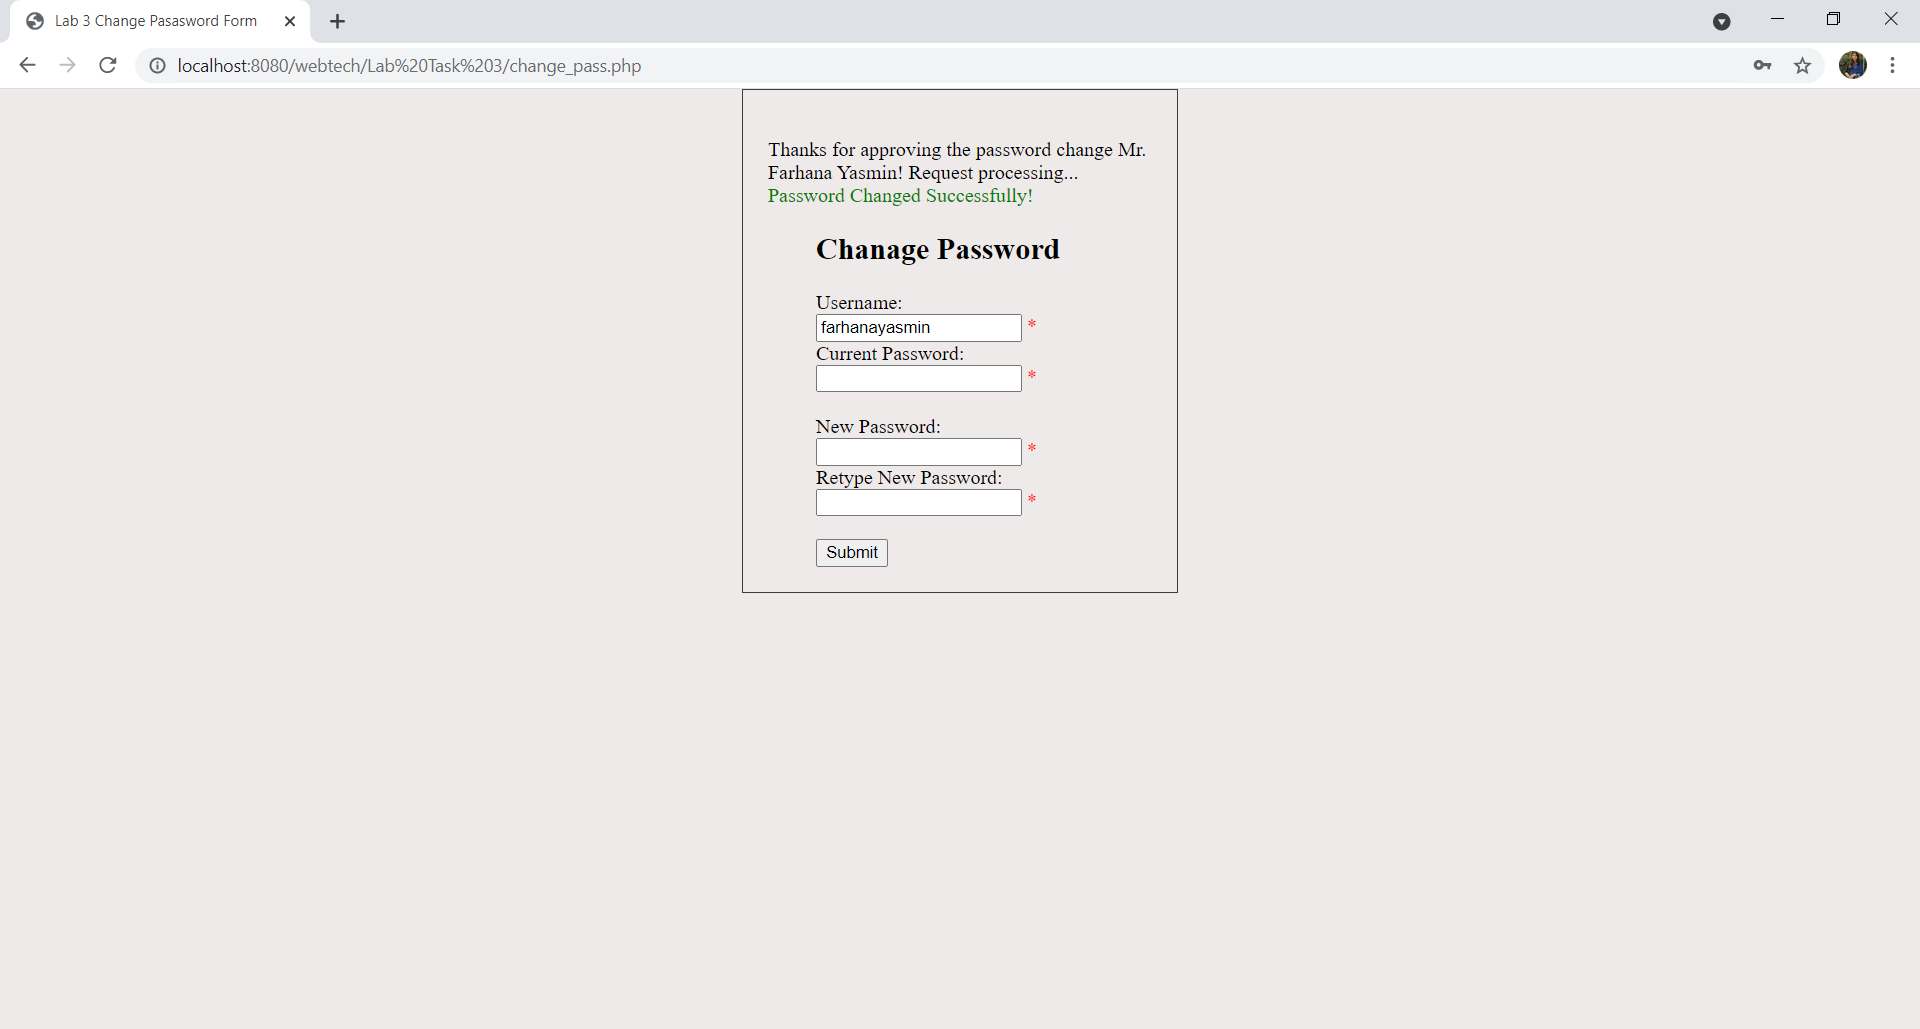 Lab 3 Change Pasasword Form
localhost:8080/webtech/Lab%20Task%203/change_pass.php
Thanks for approving the password change Mr.
Farhana Yasmin! Request processing...
Password Changed Successfully!
Chanage Password
Username:
farhanayasmin *
Current Password:
*
New Password:
*
Retype New Password:
*
Submit